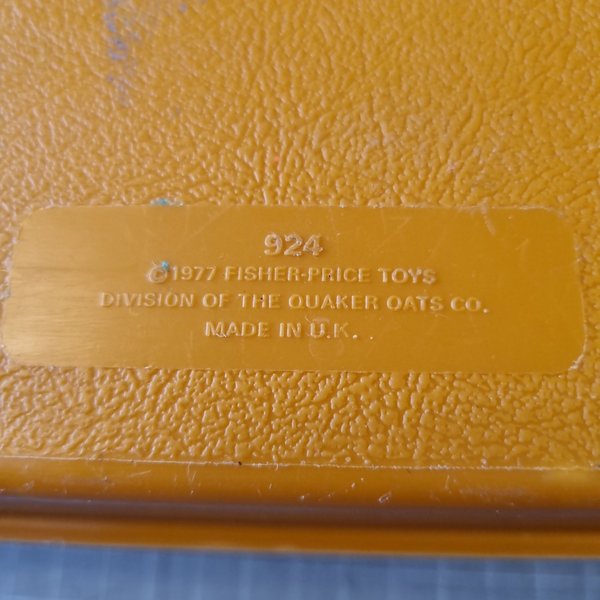 924
©1977 FISHER-PRICE TOYS
DIVISION OF THE QUAKER OATS CO.
MADE IN U.K.